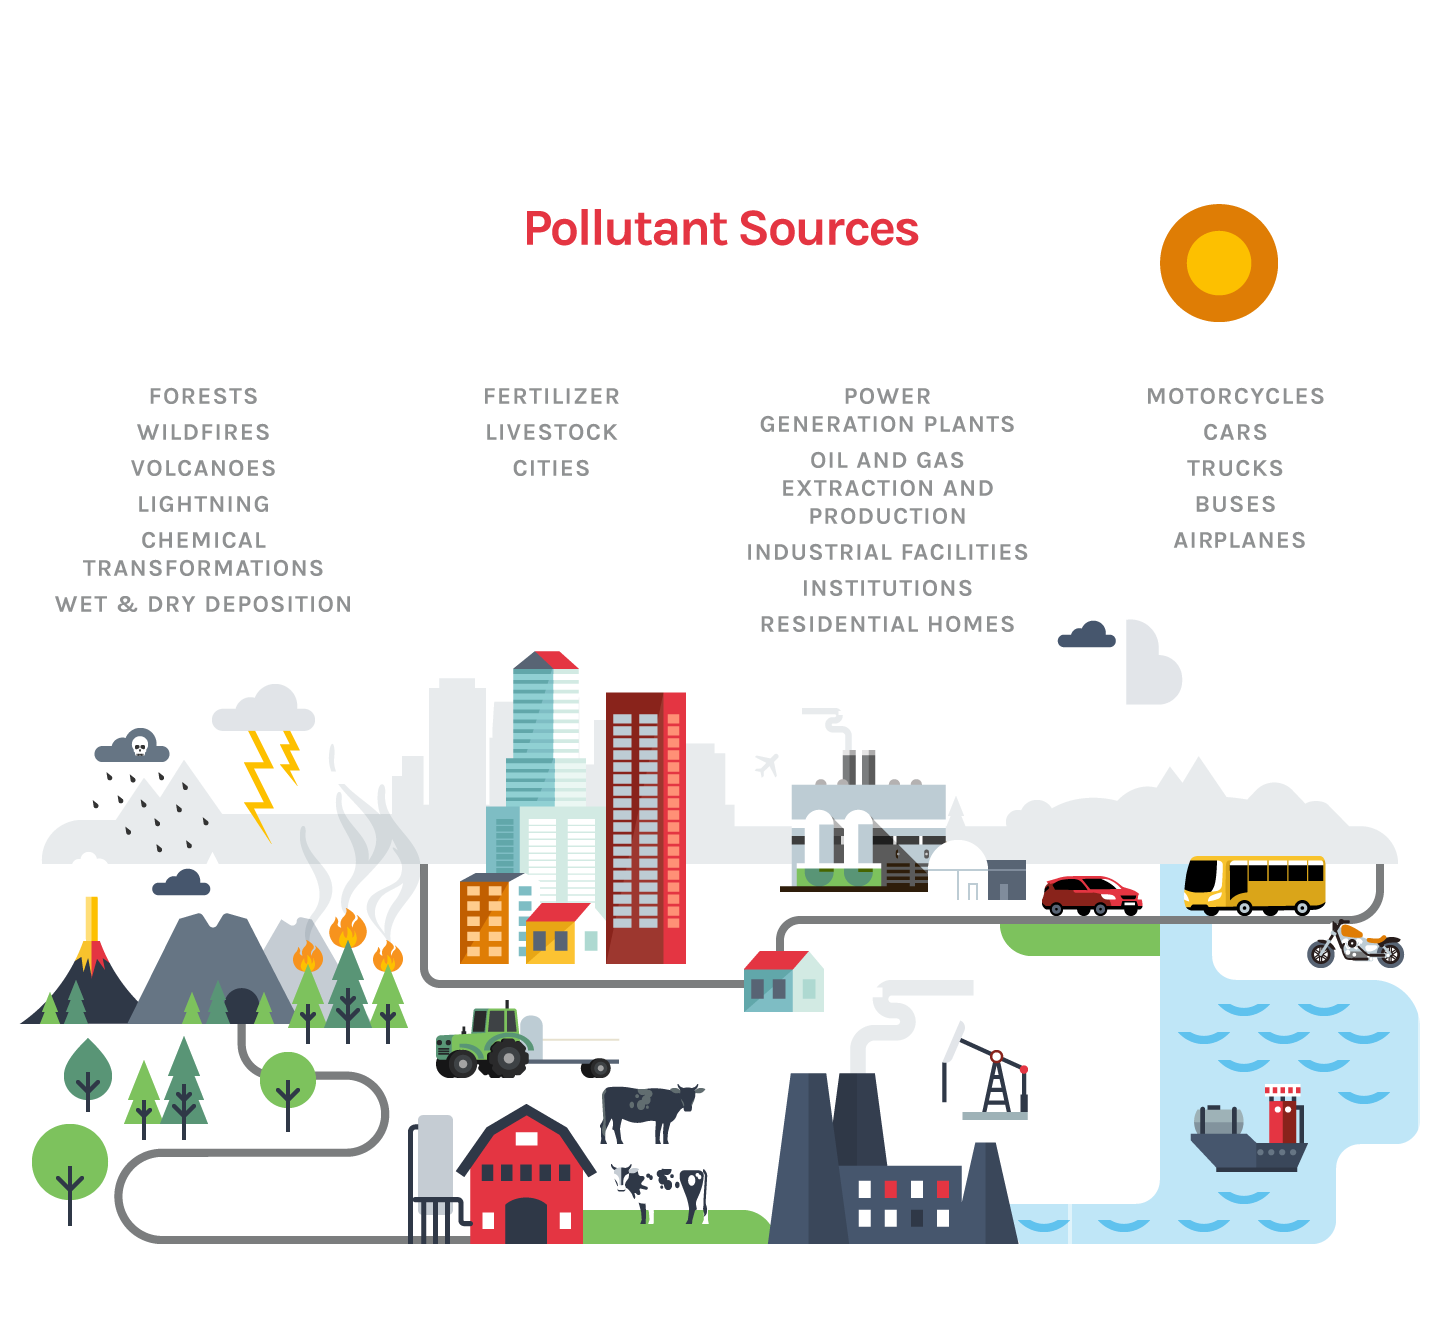 Pollutant Sources
FORESTS
WILDFIRES
VOLCANOES
LIGHTNING
CHEMICAL
TRANSFORMATIONS
WET & DRY DEPOSITION
FERTILIZER
LIVESTOCK
CITIES
POWER
GENERATION PLANTS
OIL AND GAS
EXTRACTION AND
PRODUCTION
INDUSTRIAL FACILITIES
INSTITUTIONS
RESIDENTIAL HOMES
MOTORCYCLES
CARS
TRUCKS
BUSES
AIRPLANES